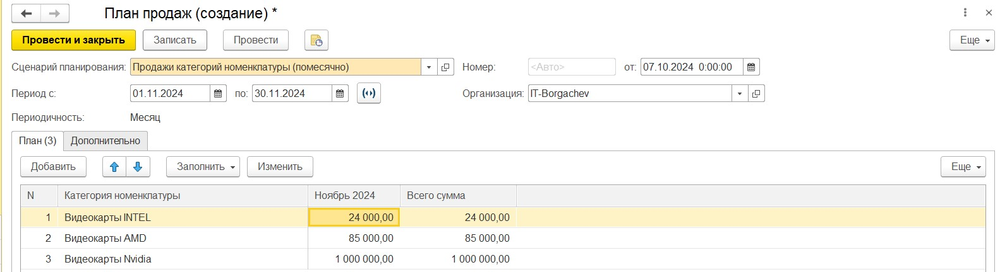 План продаж (создание) *
Провести и закрыть Записать Провести Еще
Сценарий планирования: Продажи категорий номенклатуры (помесячно) Номер: <Авто> от: 07.10.2024 0:00:00
Период с: 01.11.2024 по: 30.11.2024 Организация: IT-Borgachev
Периодичность: Месяц
План (3) Дополнительно
Добавить Заполнить Изменить Еще
N Категория номенклатуры Ноябрь 2024 Всего сумма
1 Видеокарты INTEL 24 000,00 24 000,00
2 Видеокарты AMD 85 000,00 85 000,00
3 Видеокарты Nvidia 1 000 000,00 1 000 000,00